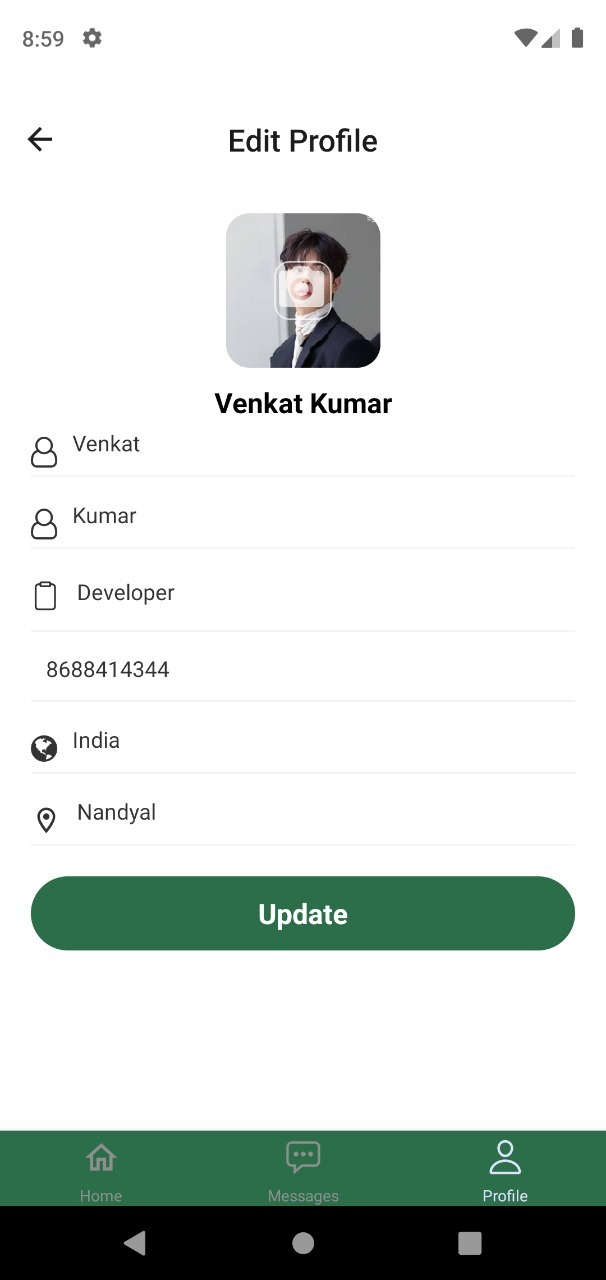 8:59
Edit Profile
Venkat Kumar
Venkat
Kumar
Developer
8688414344
India
Nandyal
Update
Home
Messages
Profile